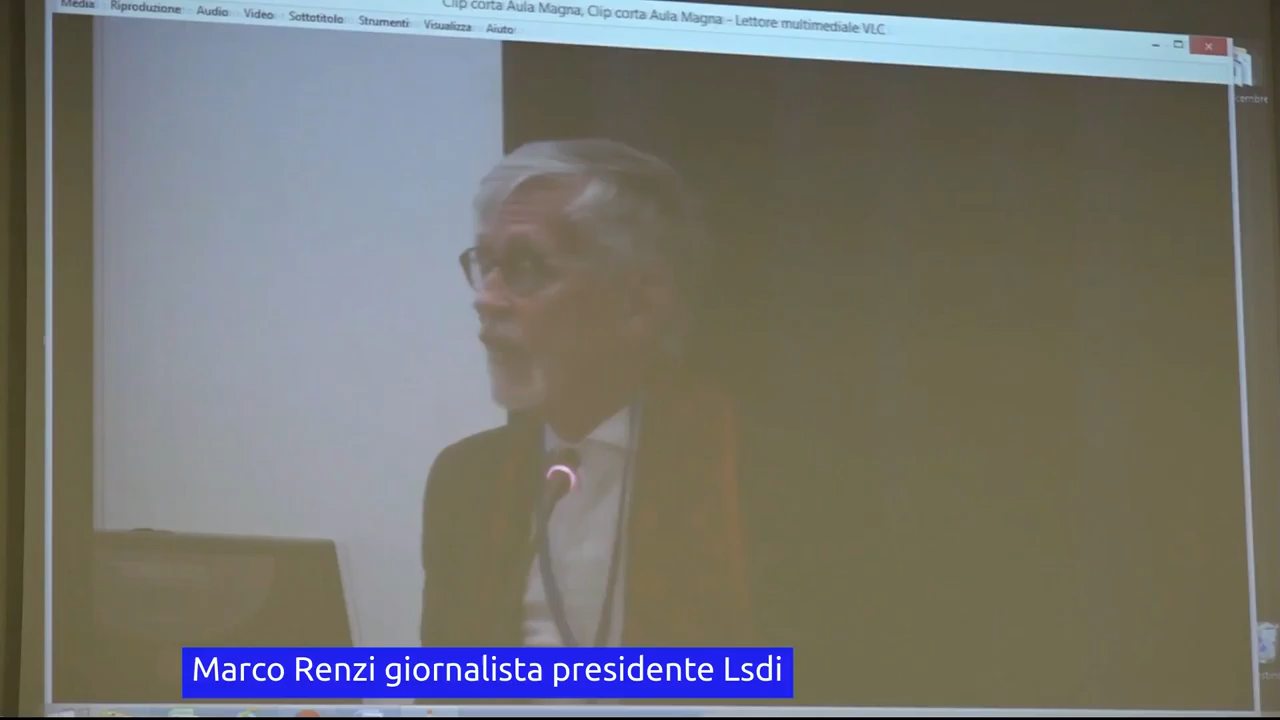 Clip corta Aula Magna, Clip corta Aula Magna - Lettore multimediale VLC
Media Riproduzione Audio Video Sottotitolo Strumenti Visualizza Aiuto
Marco Renzi giornalista presidente Lsdi